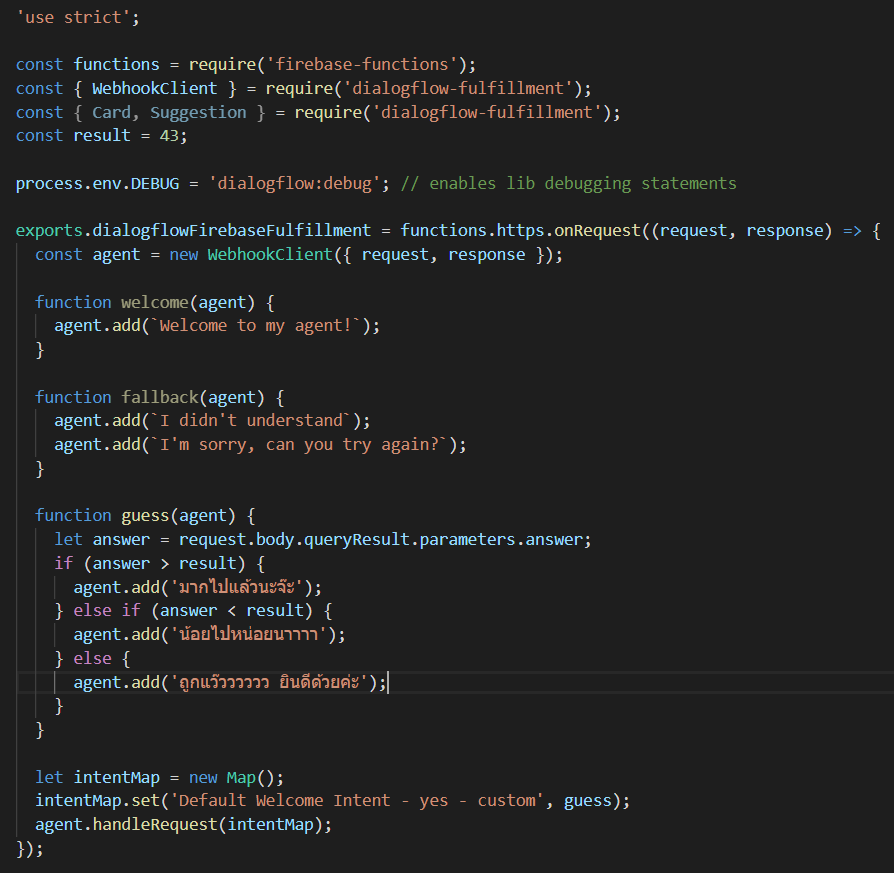 'use strict';
const functions = require('firebase-functions');
const { WebhookClient } = require('dialogflow-fulfillment');
const { Card, Suggestion } = require('dialogflow-fulfillment');
const result = 43;
process.env.DEBUG = 'dialogflow:debug'; // enables lib debugging statements
exports.dialogflowFirebaseFulfillment = functions.https.onRequest((request, response) => {
const agent = new WebhookClient({ request, response });
function welcome(agent) {
agent.add(`Welcome to my agent!`);
}
function fallback(agent) {
agent.add(`I didn't understand`);
agent.add(`I'm sorry, can you try again?`);
}
function guess(agent) {
let answer = request.body.queryResult.parameters.answer;
if (answer > result) {
agent.add('มากไปแล้วนะจ๊ะ');
} else if (answer < result) {
agent.add('น้อยไปหน่อยนาาาา');
} else {
agent.add('ถูกแว๊วววววว ยินดีด้วยค่ะ');
}
}
let intentMap = new Map();
intentMap.set('Default Welcome Intent - yes - custom', guess);
agent.handleRequest(intentMap);
});